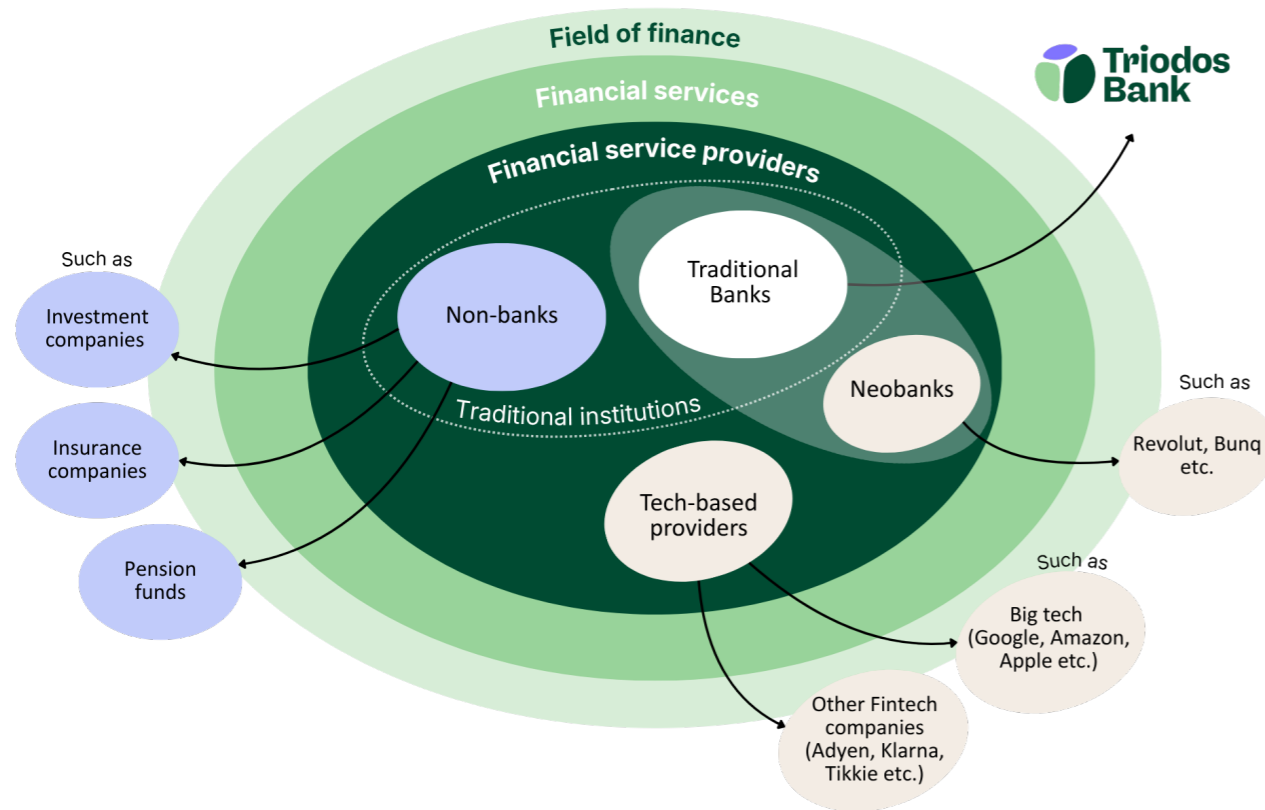 Field of finance
Triodos
Bank
Financial services
Financial service providers
Such as
Investment
companies
Non-banks
Traditional
Banks
Neobanks
Traditional institutions
Such as
Insurance
companies
Revolut, Bunq
etc.
Tech-based
providers
Pension
funds
Such as
Big tech
(Google, Amazon,
Apple etc.)
Other Fintech
companies
(Adyen, Klarna,
Tikkie etc.)